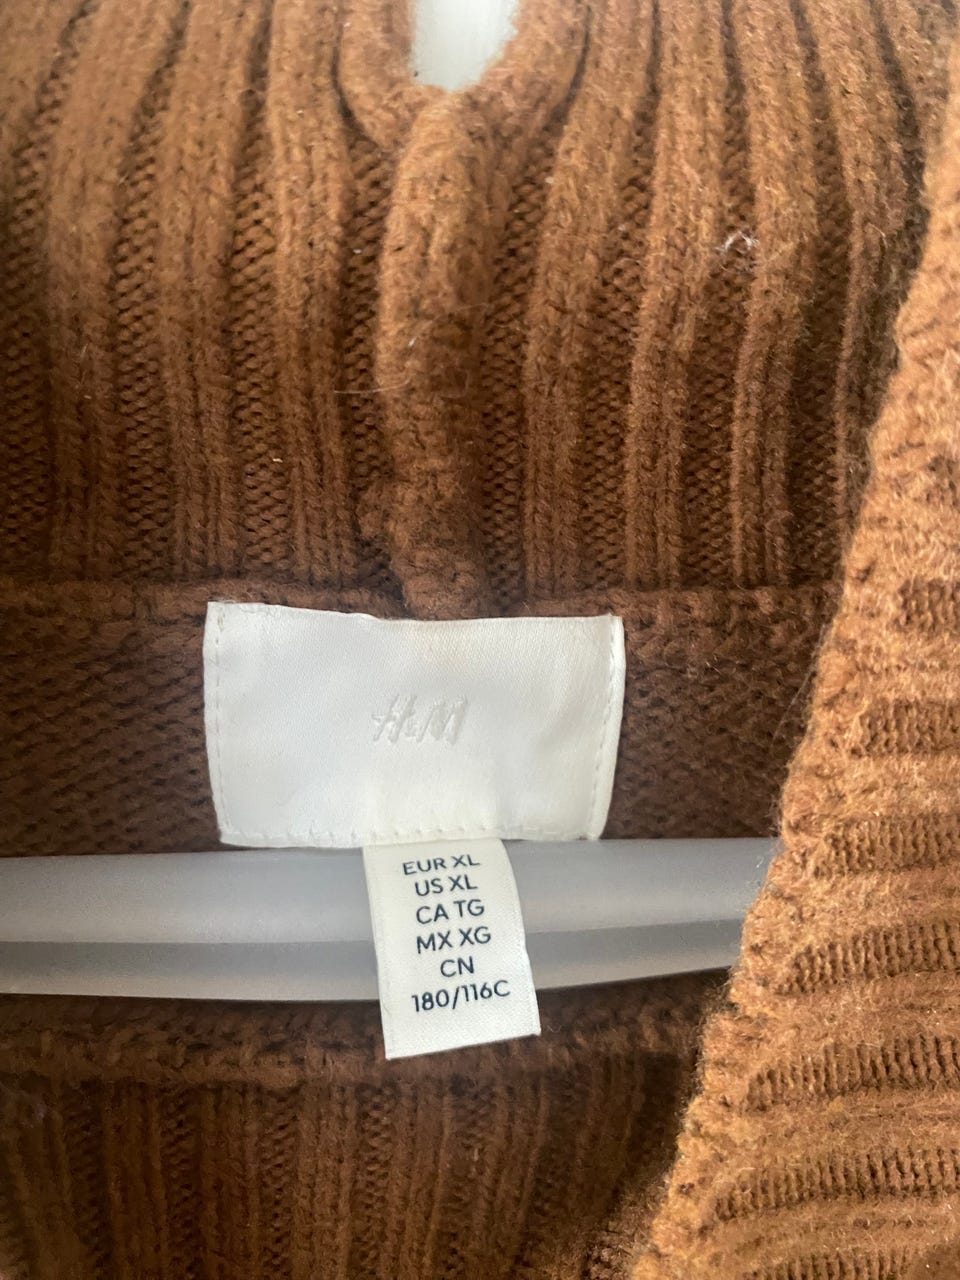 H&M
EUR XL
US XL
CA TG
MX XG
CN
180/116C